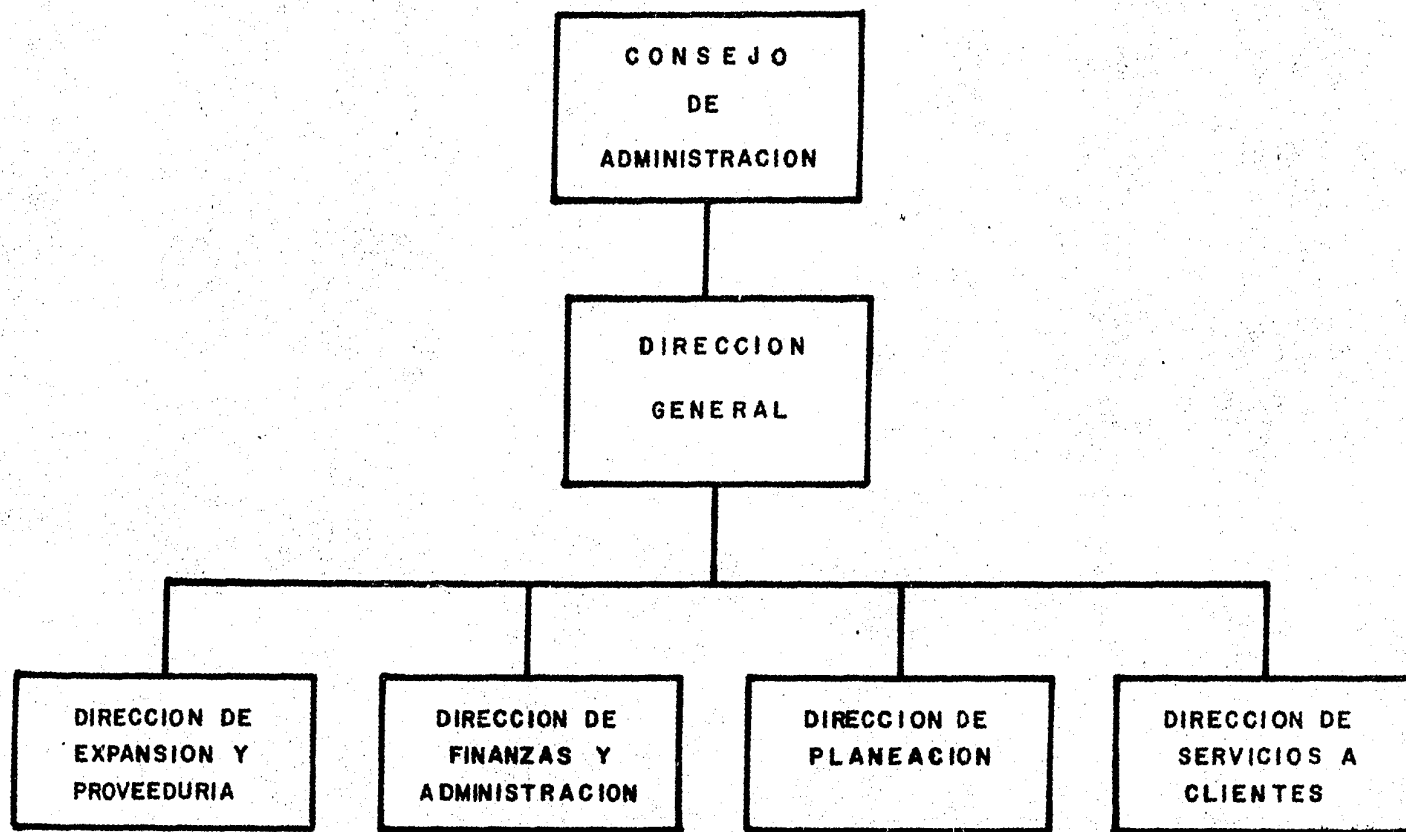 CONSEJO
DE
ADMINISTRACION
DIRECCION
GENERAL
DIRECCION DE
EXPANSION Y
PROVEEDURIA
DIRECCION DE
FINANZAS Y
ADMINISTRACION
DIRECCION DE
PLANEACION
DIRECCION DE
SERVICIOS A
CLIENTES